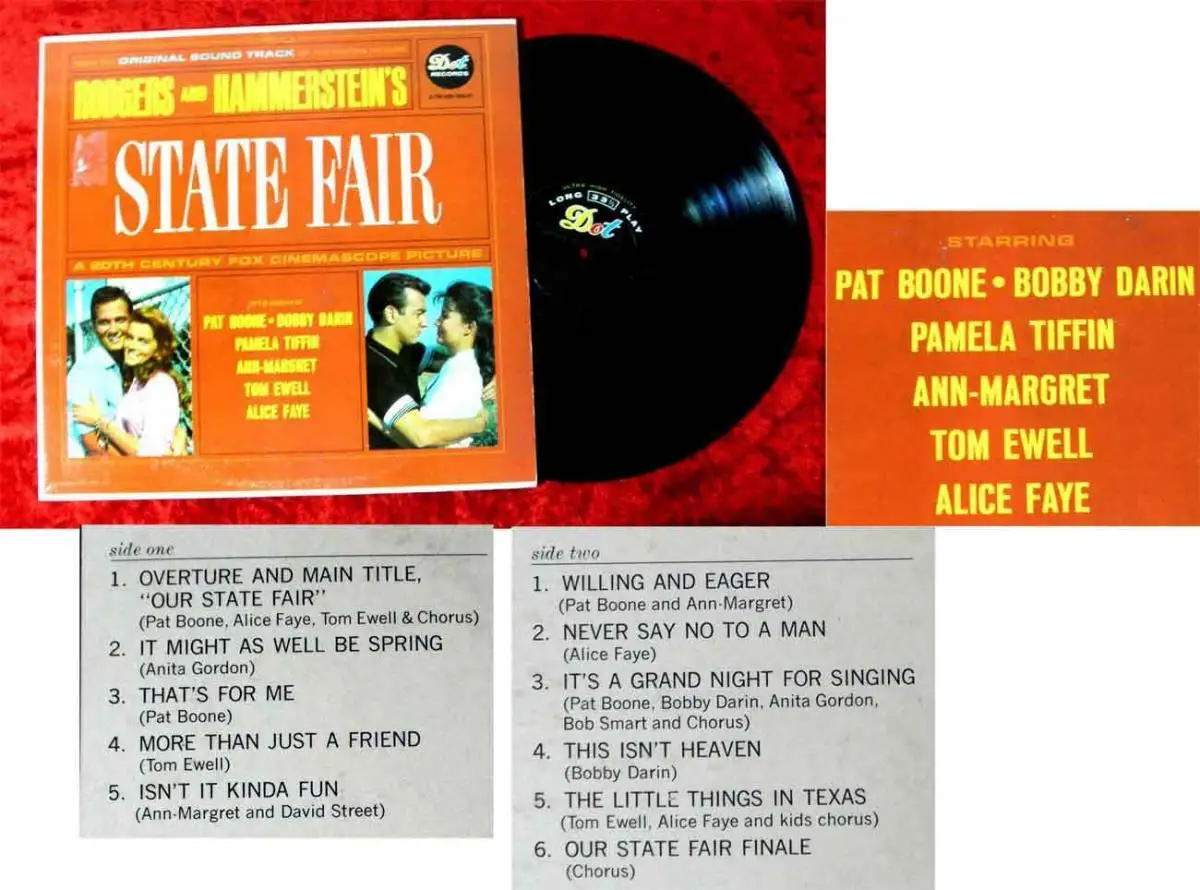 ORIGINAL SOUND TRACK
Dot
RECORDS
RODGERS AND HAMMERSTEIN'S
STATE FAIR
A 20TH CENTURY FOX CINEMASCOPE PICTURE
STARRING
PAT BOONE • BOBBY DARIN
PAMELA TIFFIN
ANN-MARGRET
TOM EWELL
ALICE FAYE
ULTRA HIGH FIDELITY
LONG 33⅓ PLAY
Dot
STARRING
PAT BOONE • BOBBY DARIN
PAMELA TIFFIN
ANN-MARGRET
TOM EWELL
ALICE FAYE
side one
1. OVERTURE AND MAIN TITLE,
"OUR STATE FAIR"
(Pat Boone, Alice Faye, Tom Ewell & Chorus)
2. IT MIGHT AS WELL BE SPRING
(Anita Gordon)
3. THAT'S FOR ME
(Pat Boone)
4. MORE THAN JUST A FRIEND
(Tom Ewell)
5. ISN'T IT KINDA FUN
(Ann-Margret and David Street)
side two
1. WILLING AND EAGER
(Pat Boone and Ann-Margret)
2. NEVER SAY NO TO A MAN
(Alice Faye)
3. IT'S A GRAND NIGHT FOR SINGING
(Pat Boone, Bobby Darin, Anita Gordon,
Bob Smart and Chorus)
4. THIS ISN'T HEAVEN
(Bobby Darin)
5. THE LITTLE THINGS IN TEXAS
(Tom Ewell, Alice Faye and kids chorus)
6. OUR STATE FAIR FINALE
(Chorus)